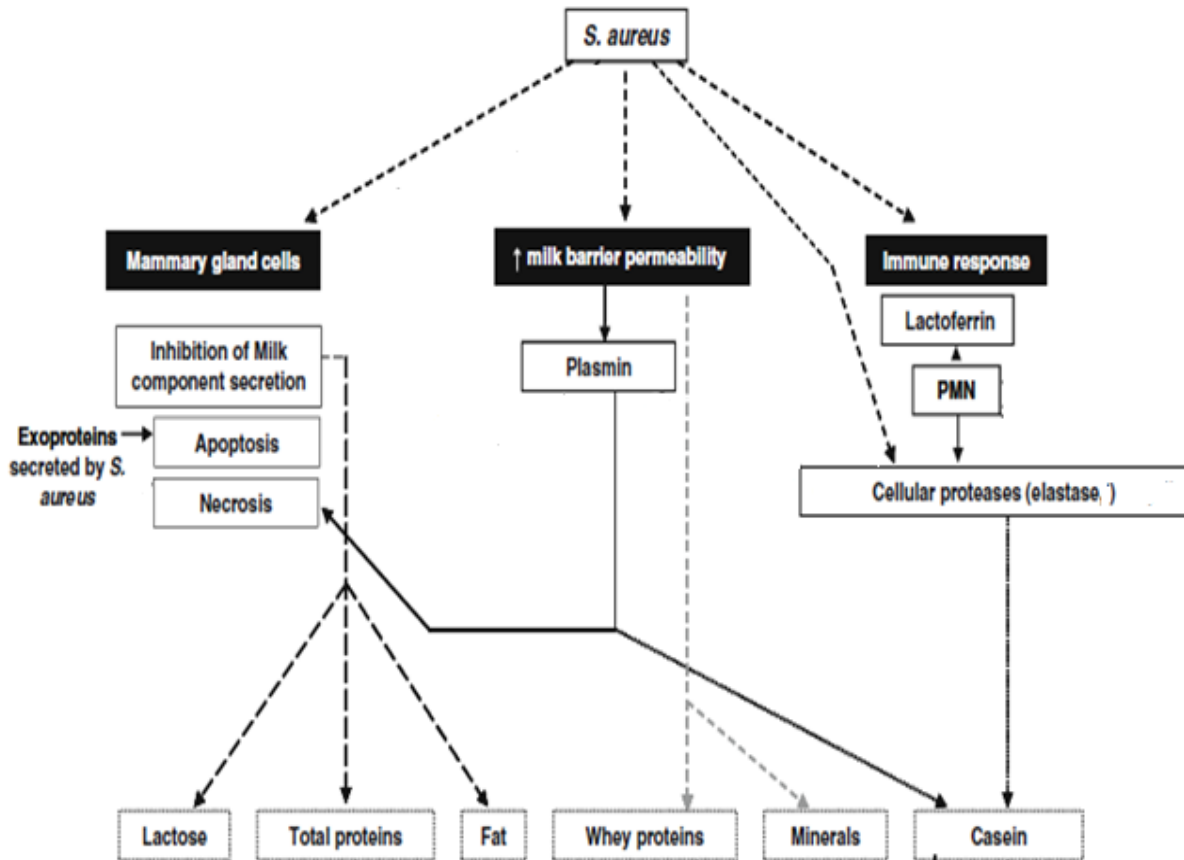 S. aureus
Mammary gland cells
↑ milk barrier permeability
Immune response
Lactoferrin
Inhibition of Milk
component secretion
Plasmin
PMN
Exoproteins
secreted by S.
aureus
Apoptosis
Necrosis
Cellular proteases (elastase, )
Lactose
Total proteins
Fat
Whey proteins
Minerals
Casein